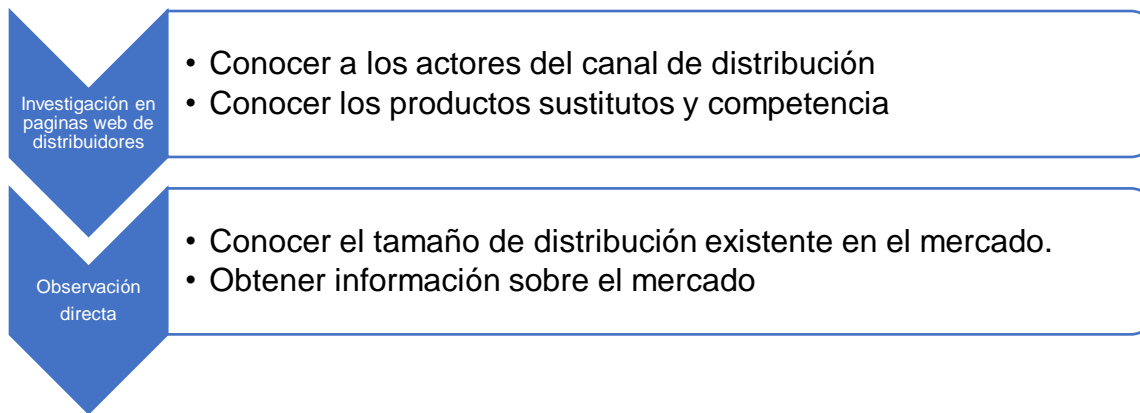 Investigación en
paginas web de
distribuidores
• Conocer a los actores del canal de distribución
• Conocer los productos sustitutos y competencia
Observación
directa
• Conocer el tamaño de distribución existente en el mercado.
• Obtener información sobre el mercado